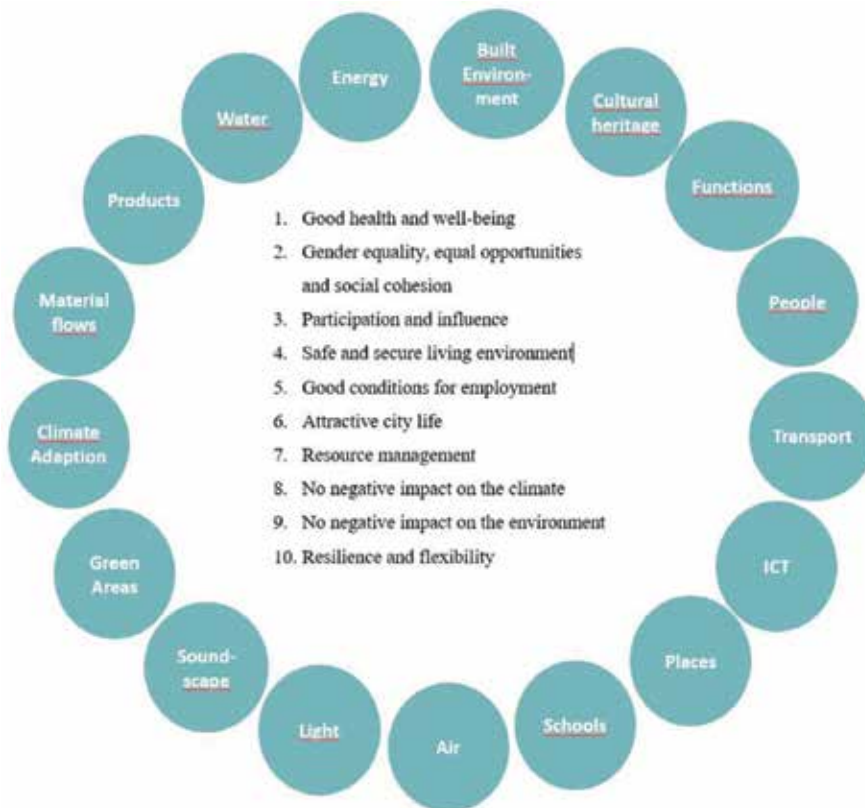 Built
Environ-
ment
Cultural
heritage
Functions
People
Transport
ICT
Places
Schools
Air
Light
Sound-
scape
Green
Areas
Climate
Adaption
Material
flows
Products
Water
Energy
1. Good health and well-being
2. Gender equality, equal opportunities
and social cohesion
3. Participation and influence
4. Safe and secure living environment
5. Good conditions for employment
6. Attractive city life
7. Resource management
8. No negative impact on the climate
9. No negative impact on the environment
10. Resilience and flexibility